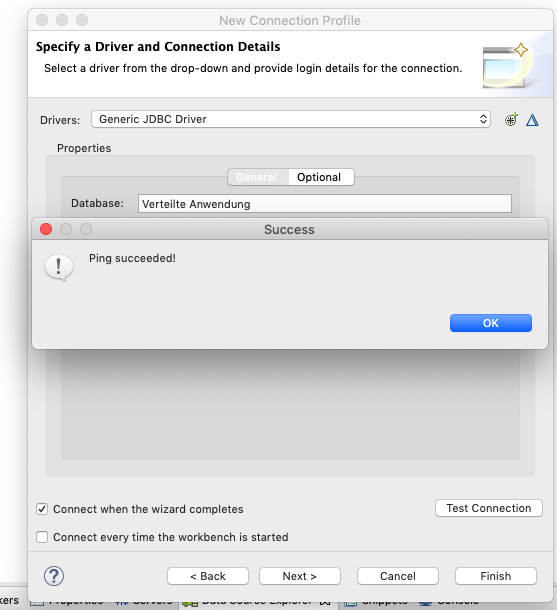 New Connection Profile
Specify a Driver and Connection Details
Select a driver from the drop-down and provide login details for the connection.
Drivers: Generic JDBC Driver
Properties
General Optional
Database: Verteilte Anwendung
Success
Ping succeeded!
OK
Connect when the wizard completes
Test Connection
Connect every time the workbench is started
? < Back Next > Cancel Finish
kers Properties Servers Data Source Explorer Snippets Console